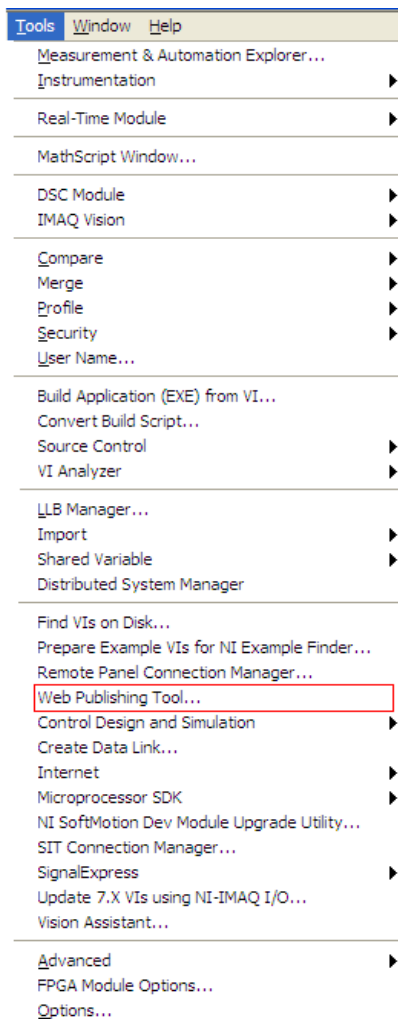 Tools Window Help
Measurement & Automation Explorer...
Instrumentation
Real-Time Module
MathScript Window...
DSC Module
IMAQ Vision
Compare
Merge
Profile
Security
User Name...
Build Application (EXE) from VI...
Convert Build Script...
Source Control
VI Analyzer
LLB Manager...
Import
Shared Variable
Distributed System Manager
Find VIs on Disk...
Prepare Example VIs for NI Example Finder...
Remote Panel Connection Manager...
Web Publishing Tool...
Control Design and Simulation
Create Data Link...
Internet
Microprocessor SDK
NI SoftMotion Dev Module Upgrade Utility...
SIT Connection Manager...
SignalExpress
Update 7.X VIs using NI-IMAQ I/O...
Vision Assistant...
Advanced
FPGA Module Options...
Options...